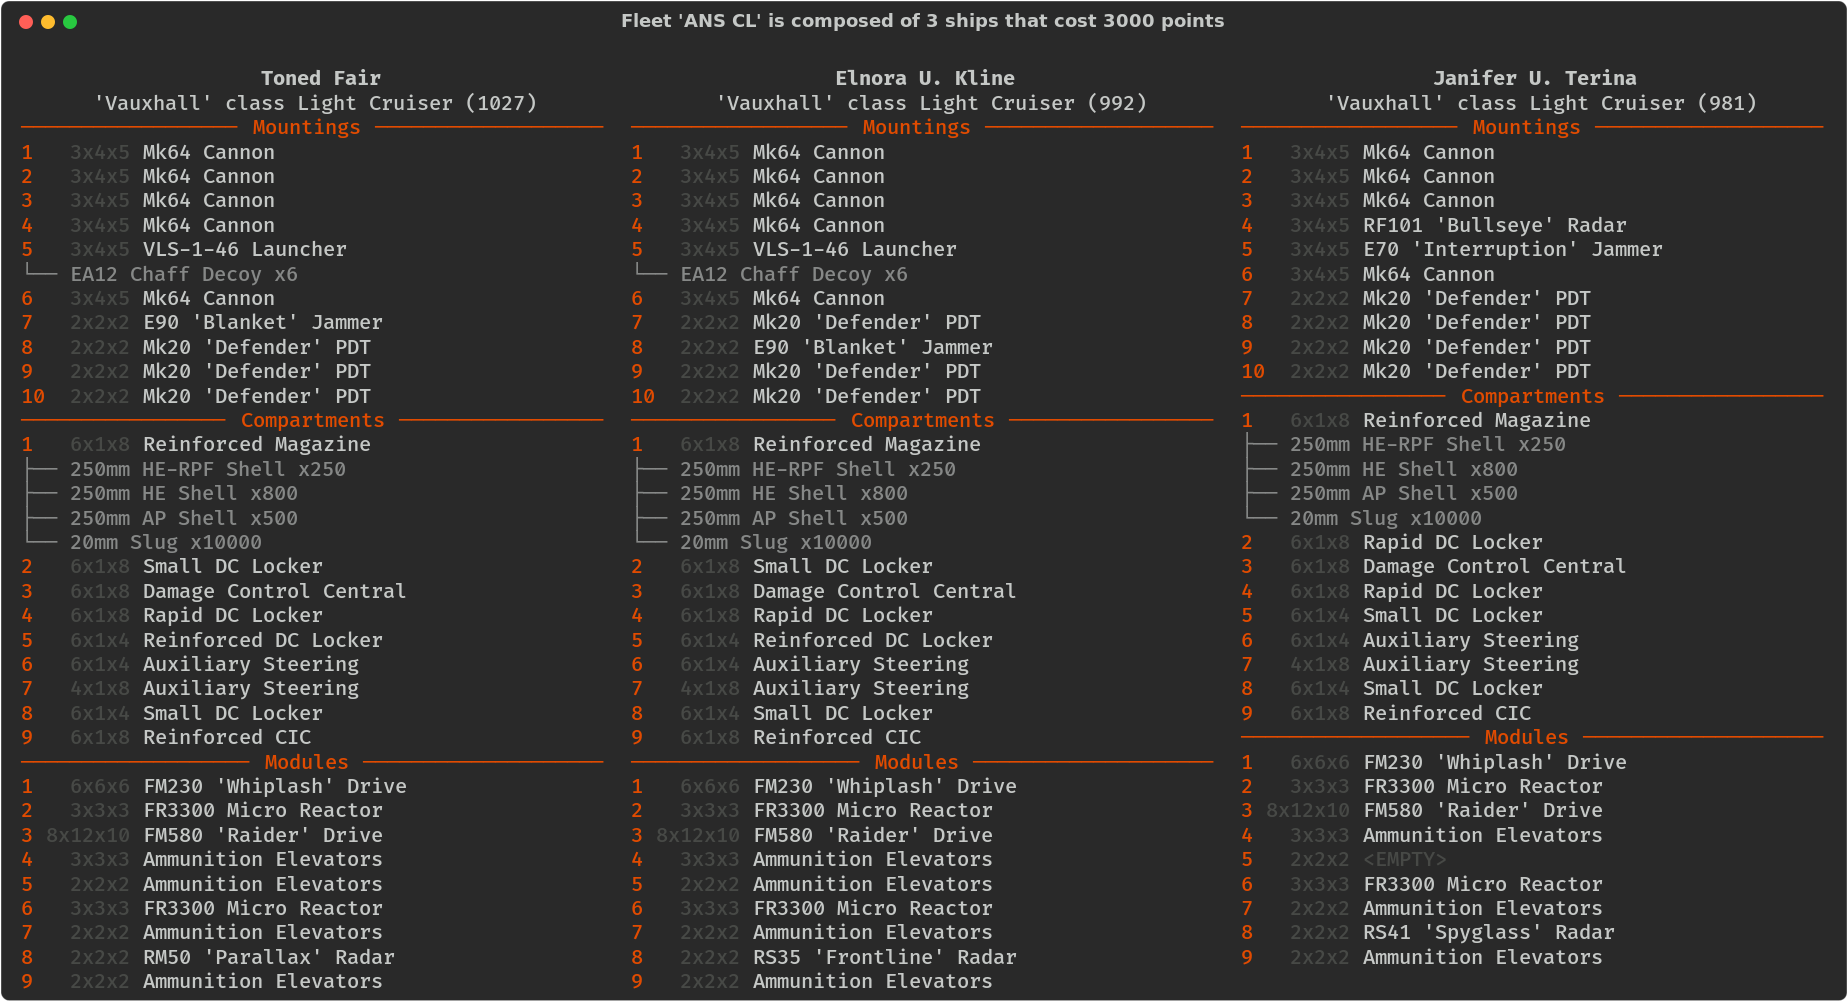 Fleet 'ANS CL' is composed of 3 ships that cost 3000 points
Toned Fair
'Vauxhall' class Light Cruiser (1027)
Mountings
1 3x4x5 Mk64 Cannon
2 3x4x5 Mk64 Cannon
3 3x4x5 Mk64 Cannon
4 3x4x5 Mk64 Cannon
5 3x4x5 VLS-1-46 Launcher
EA12 Chaff Decoy x6
6 3x4x5 Mk64 Cannon
7 2x2x2 E90 'Blanket' Jammer
8 2x2x2 Mk20 'Defender' PDT
9 2x2x2 Mk20 'Defender' PDT
10 2x2x2 Mk20 'Defender' PDT
Compartments
1 6x1x8 Reinforced Magazine
250mm HE-RPF Shell x250
250mm HE Shell x800
250mm AP Shell x500
20mm Slug x10000
2 6x1x8 Small DC Locker
3 6x1x8 Damage Control Central
4 6x1x8 Rapid DC Locker
5 6x1x4 Reinforced DC Locker
6 6x1x4 Auxiliary Steering
7 4x1x8 Auxiliary Steering
8 6x1x4 Small DC Locker
9 6x1x8 Reinforced CIC
Modules
1 6x6x6 FM230 'Whiplash' Drive
2 3x3x3 FR3300 Micro Reactor
3 8x12x10 FM580 'Raider' Drive
4 3x3x3 Ammunition Elevators
5 2x2x2 Ammunition Elevators
6 3x3x3 FR3300 Micro Reactor
7 2x2x2 Ammunition Elevators
8 2x2x2 RM50 'Parallax' Radar
9 2x2x2 Ammunition Elevators
Elnora U. Kline
'Vauxhall' class Light Cruiser (992)
Mountings
1 3x4x5 Mk64 Cannon
2 3x4x5 Mk64 Cannon
3 3x4x5 Mk64 Cannon
4 3x4x5 Mk64 Cannon
5 3x4x5 VLS-1-46 Launcher
EA12 Chaff Decoy x6
6 3x4x5 Mk64 Cannon
7 2x2x2 Mk20 'Defender' PDT
8 2x2x2 E90 'Blanket' Jammer
9 2x2x2 Mk20 'Defender' PDT
10 2x2x2 Mk20 'Defender' PDT
Compartments
1 6x1x8 Reinforced Magazine
250mm HE-RPF Shell x250
250mm HE Shell x800
250mm AP Shell x500
20mm Slug x10000
2 6x1x8 Small DC Locker
3 6x1x8 Damage Control Central
4 6x1x8 Rapid DC Locker
5 6x1x4 Reinforced DC Locker
6 6x1x4 Auxiliary Steering
7 4x1x8 Auxiliary Steering
8 6x1x4 Small DC Locker
9 6x1x8 Reinforced CIC
Modules
1 6x6x6 FM230 'Whiplash' Drive
2 3x3x3 FR3300 Micro Reactor
3 8x12x10 FM580 'Raider' Drive
4 3x3x3 Ammunition Elevators
5 2x2x2 Ammunition Elevators
6 3x3x3 FR3300 Micro Reactor
7 2x2x2 Ammunition Elevators
8 2x2x2 RS35 'Frontline' Radar
9 2x2x2 Ammunition Elevators
Janifer U. Terina
'Vauxhall' class Light Cruiser (981)
Mountings
1 3x4x5 Mk64 Cannon
2 3x4x5 Mk64 Cannon
3 3x4x5 Mk64 Cannon
4 3x4x5 RF101 'Bullseye' Radar
5 3x4x5 E70 'Interruption' Jammer
6 3x4x5 Mk64 Cannon
7 2x2x2 Mk20 'Defender' PDT
8 2x2x2 Mk20 'Defender' PDT
9 2x2x2 Mk20 'Defender' PDT
10 2x2x2 Mk20 'Defender' PDT
Compartments
1 6x1x8 Reinforced Magazine
250mm HE-RPF Shell x250
250mm HE Shell x800
250mm AP Shell x500
20mm Slug x10000
2 6x1x8 Rapid DC Locker
3 6x1x8 Damage Control Central
4 6x1x8 Rapid DC Locker
5 6x1x4 Small DC Locker
6 6x1x4 Auxiliary Steering
7 4x1x8 Auxiliary Steering
8 6x1x4 Small DC Locker
9 6x1x8 Reinforced CIC
Modules
1 6x6x6 FM230 'Whiplash' Drive
2 3x3x3 FR3300 Micro Reactor
3 8x12x10 FM580 'Raider' Drive
4 3x3x3 Ammunition Elevators
5 2x2x2 <EMPTY>
6 3x3x3 FR3300 Micro Reactor
7 2x2x2 Ammunition Elevators
8 2x2x2 RS41 'Spyglass' Radar
9 2x2x2 Ammunition Elevators